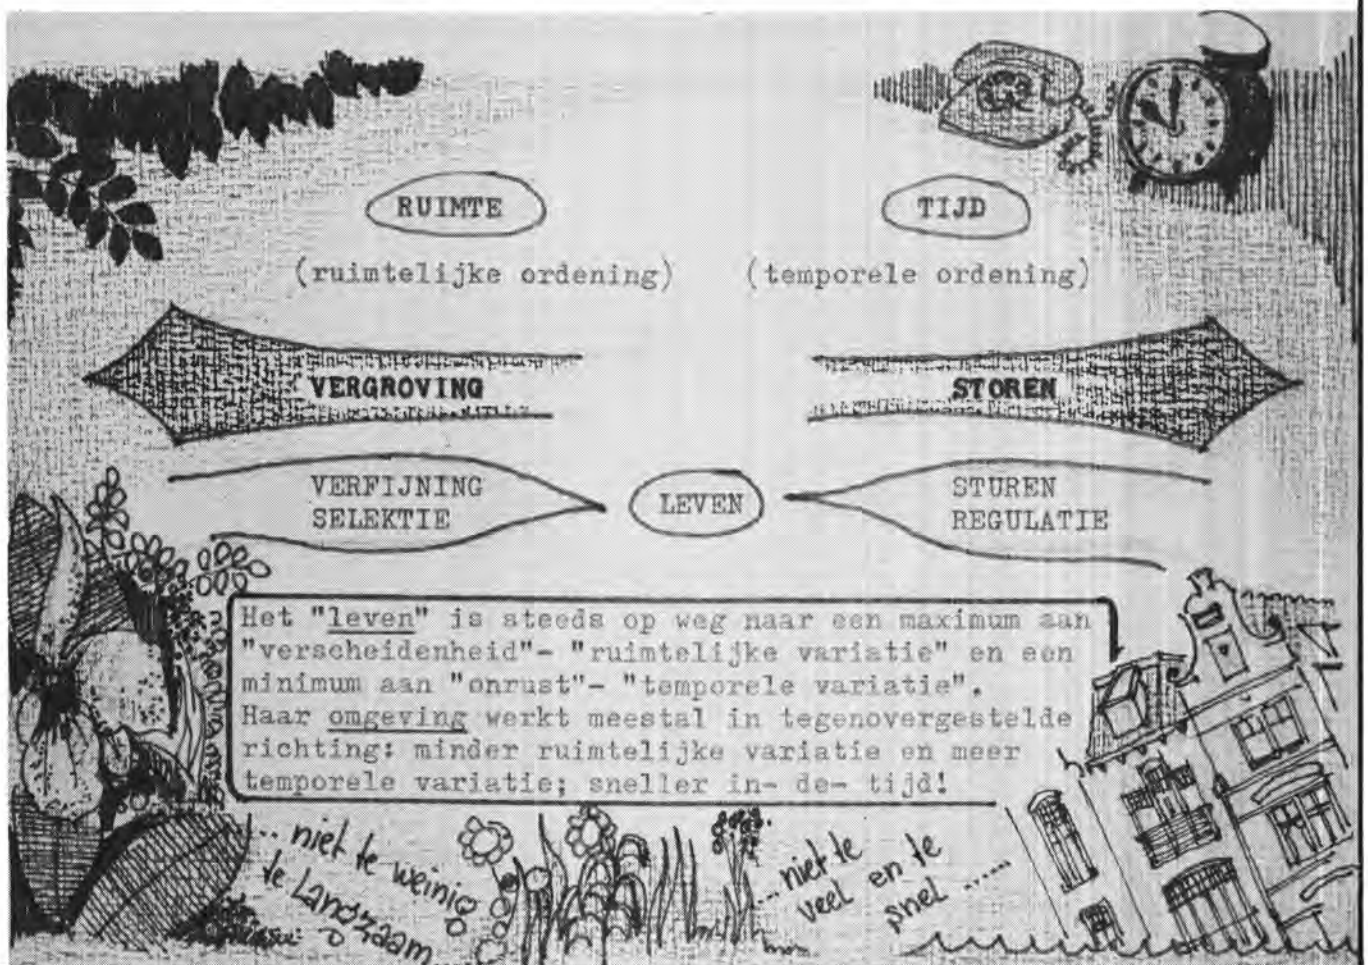 RUIMTE
TIJD
(ruimtelijke ordening)
(temporele ordening)
VERGROVING
STOREN
VERFIJNING
SELEKTIE
LEVEN
STUREN
REGULATIE
Het "leven" is steeds op weg naar een maximum aan
"verscheidenheid"- "ruimtelijke variatie" en een
minimum aan "onrust"- "temporele variatie".
Haar omgeving werkt meestal in tegenovergestelde
richting: minder ruimtelijke variatie en meer
temporele variatie; sneller in- de- tijd!
... niet te weinig
te Langzaam...
... niet te
veel en te
snel ......